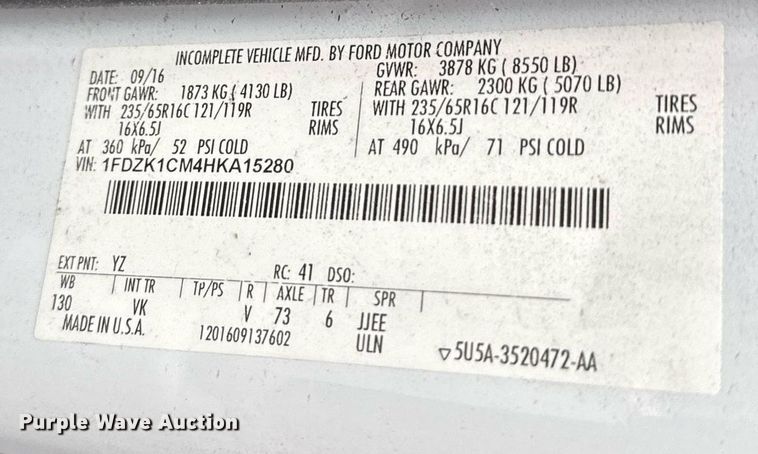 INCOMPLETE VEHICLE MFD. BY FORD MOTOR COMPANY
DATE: 09/16 GVWR: 3878 KG ( 8550 LB)
FRONT GAWR: 1873 KG ( 4130 LB) REAR GAWR: 2300 KG ( 5070 LB)
WITH 235/65R16C 121/119R TIRES WITH 235/65R16C 121/119R TIRES
16X6.5J RIMS 16X6.5J RIMS
AT 360 kPa/ 52 PSI COLD AT 490 kPa/ 71 PSI COLD
VIN: 1FDZK1CM4HKA15280
EXT PNT: YZ RC: 41 DSO:
WB INT TR TP/PS R AXLE TR SPR
130 VK V 73 6 JJEE
MADE IN U.S.A. 1201609137602 ULN ▽5U5A-3520472-AA
Purple Wave Auction